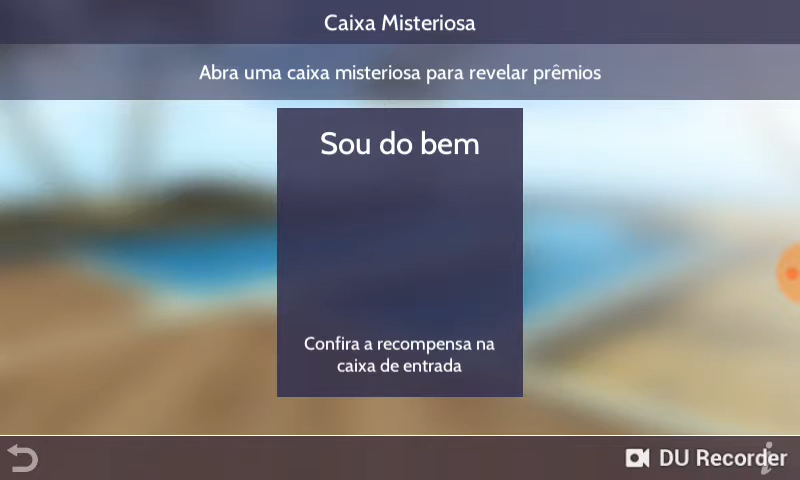 Caixa Misteriosa
Abra uma caixa misteriosa para revelar prêmios
Sou do bem
Confira a recompensa na
caixa de entrada
DU Recorder
i